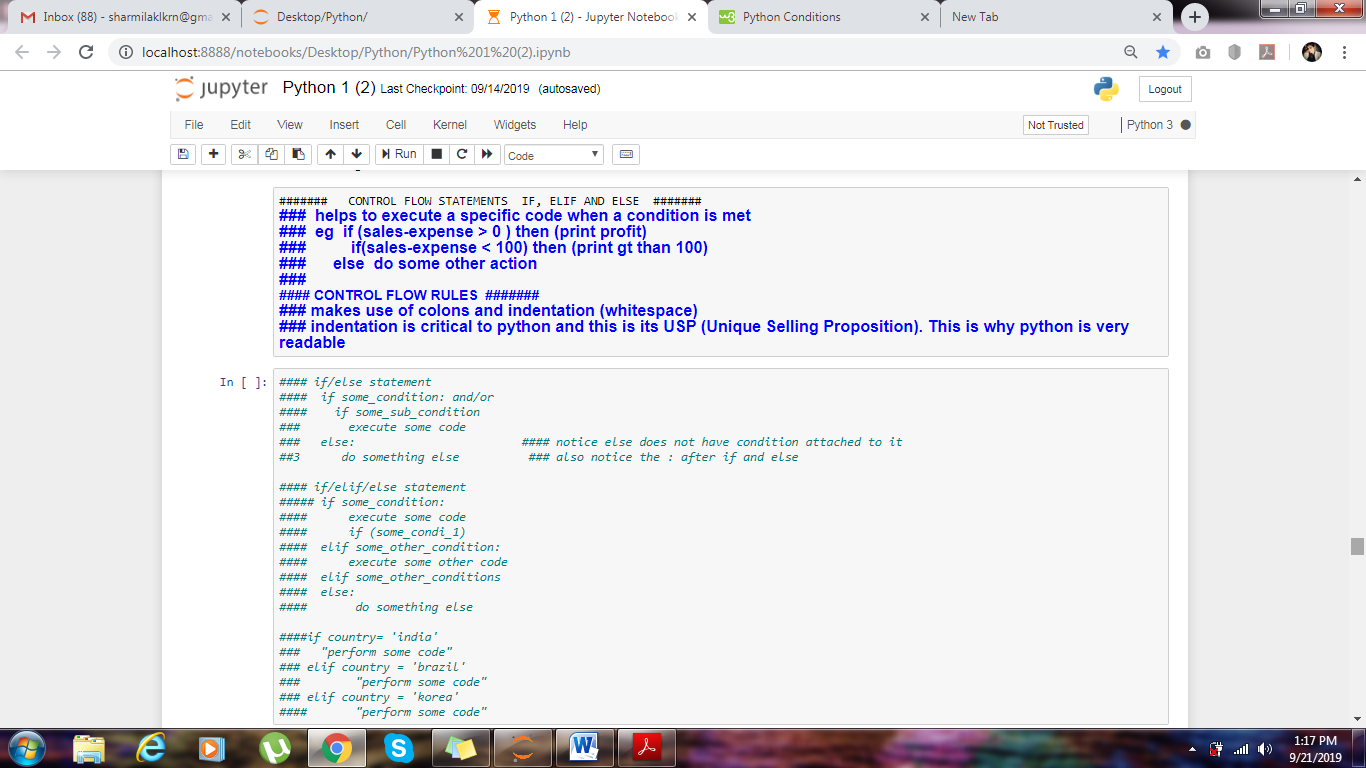 Inbox (88) - sharmilaklkrn@gma
Desktop/Python/
Python 1 (2) - Jupyter Notebook
Python Conditions
New Tab
localhost:8888/notebooks/Desktop/Python/Python%201%20(2).ipynb
jupyter Python 1 (2) Last Checkpoint: 09/14/2019 (autosaved)
Logout
File Edit View Insert Cell Kernel Widgets Help
Not Trusted
Python 3
Run
Code
####### CONTROL FLOW STATEMENTS IF, ELIF AND ELSE #######
### helps to execute a specific code when a condition is met
### eg if (sales-expense > 0 ) then (print profit)
### if(sales-expense < 100) then (print gt than 100)
### else do some other action
###
#### CONTROL FLOW RULES #######
### makes use of colons and indentation (whitespace)
### indentation is critical to python and this is its USP (Unique Selling Proposition). This is why python is very
readable
In [ ]:
#### if/else statement
#### if some_condition: and/or
#### if some_sub_condition
### execute some code
### else: #### notice else does not have condition attached to it
##3 do something else ### also notice the : after if and else
#### if/elif/else statement
##### if some_condition:
#### execute some code
#### if (some_condi_1)
#### elif some_other_condition:
#### execute some other code
#### elif some_other_conditions
#### else:
#### do something else
####if country= 'india'
### "perform some code"
### elif country = 'brazil'
### "perform some code"
### elif country = 'korea'
#### "perform some code"
1:17 PM
9/21/2019